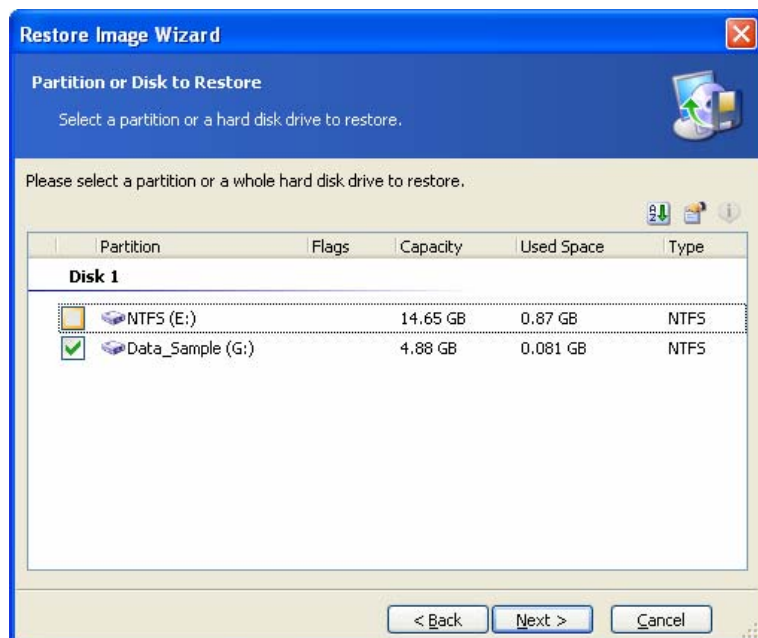 Restore Image Wizard
Partition or Disk to Restore
Select a partition or a hard disk drive to restore.
Please select a partition or a whole hard disk drive to restore.
Partition Flags Capacity Used Space Type
Disk 1
NTFS (E:) 14.65 GB 0.87 GB NTFS
Data_Sample (G:) 4.88 GB 0.081 GB NTFS
< Back Next > Cancel